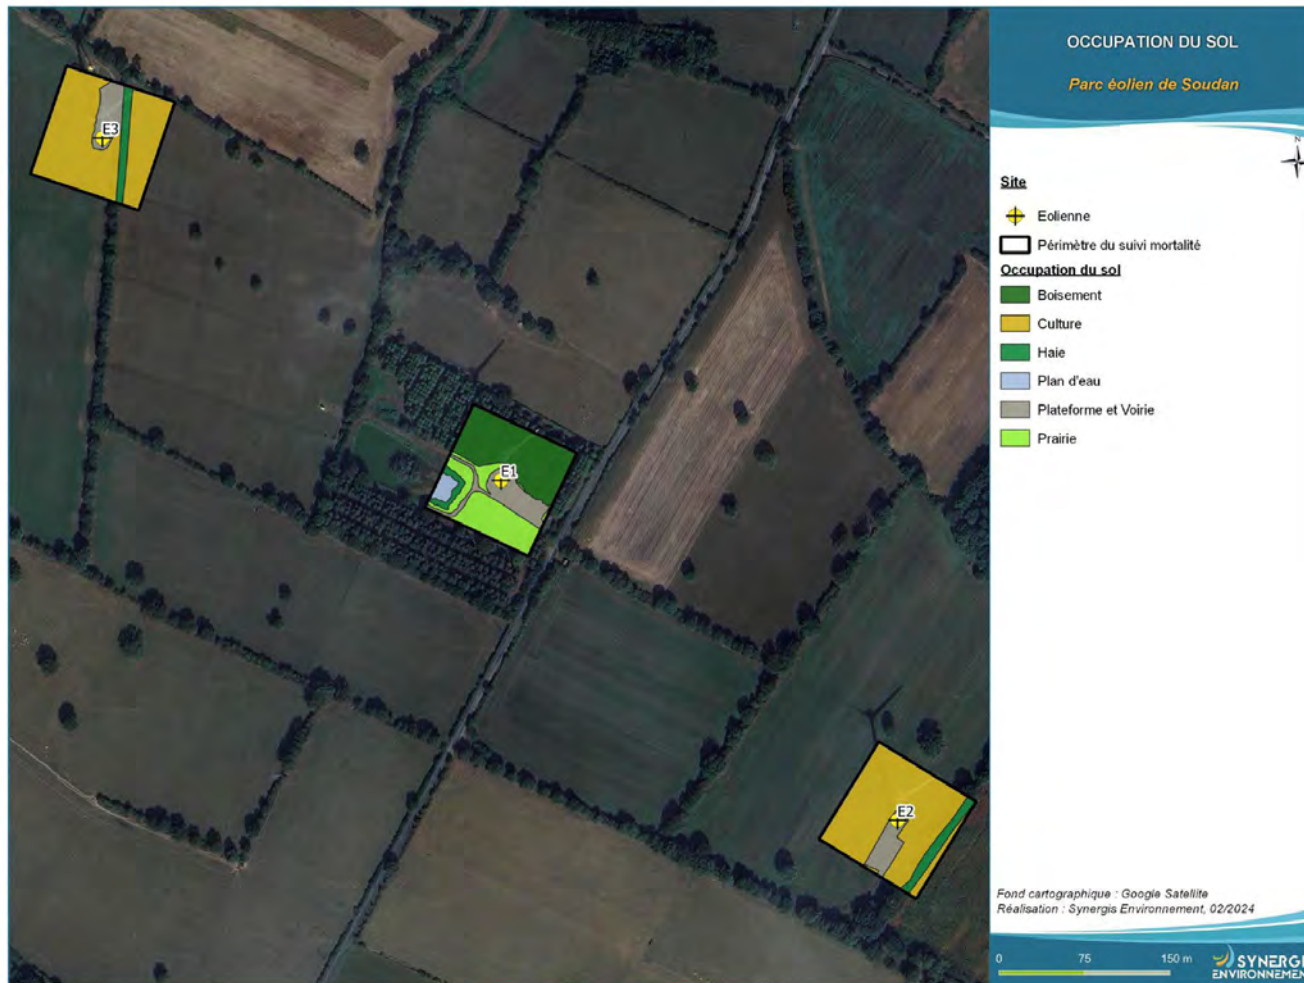 OCCUPATION DU SOL
Parc éolien de Soudan
N
Site
Eolienne
Périmètre du suivi mortalité
Occupation du sol
Boisement
Culture
Haie
Plan d'eau
Plateforme et Voirie
Prairie
E3
E1
E2
Fond cartographique : Google Satellite
Réalisation : Synergis Environnement, 02/2024
0 75 150 m
SYNERGI
ENVIRONNEMEN